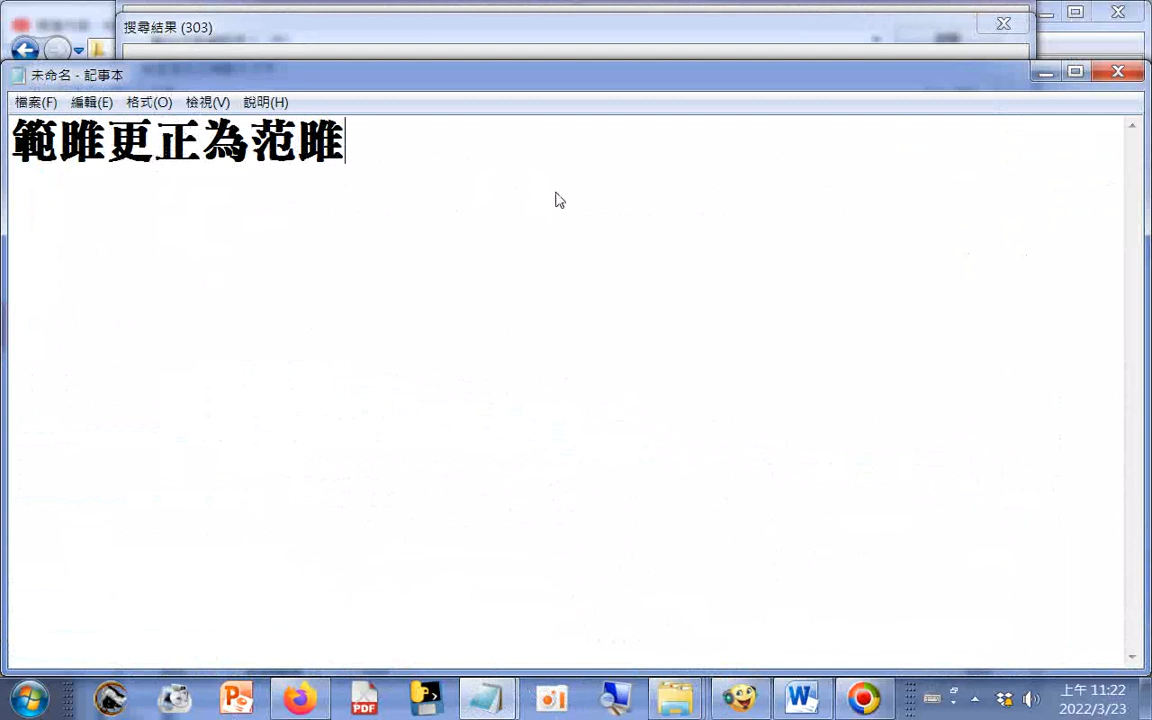 搜尋結果 (303)
未命名 - 記事本
檔案(F) 編輯(E) 格式(O) 檢視(V) 說明(H)
範雎更正為范雎
PDF
上午 11:22
2022/3/23